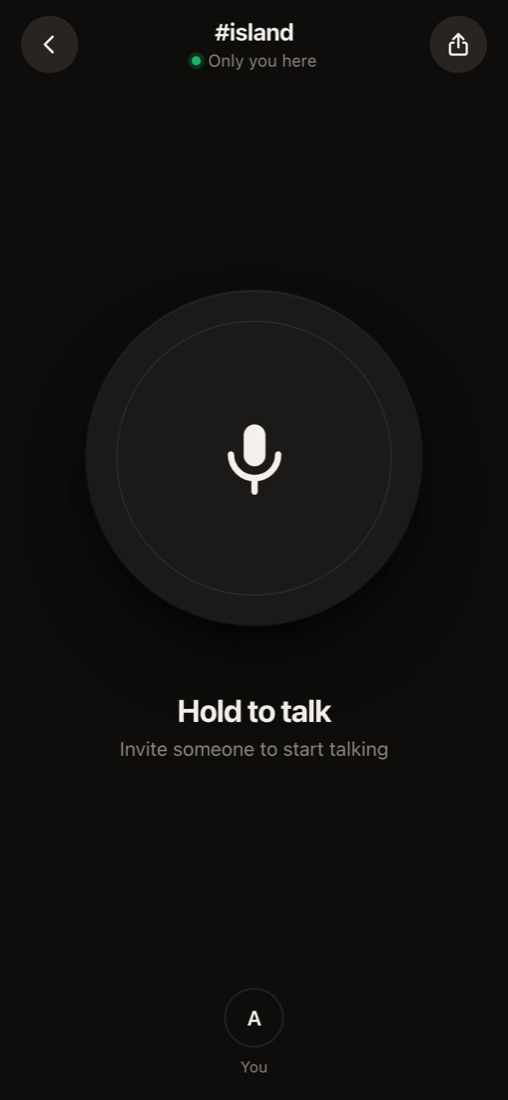 #island
Only you here
Hold to talk
Invite someone to start talking
A
You